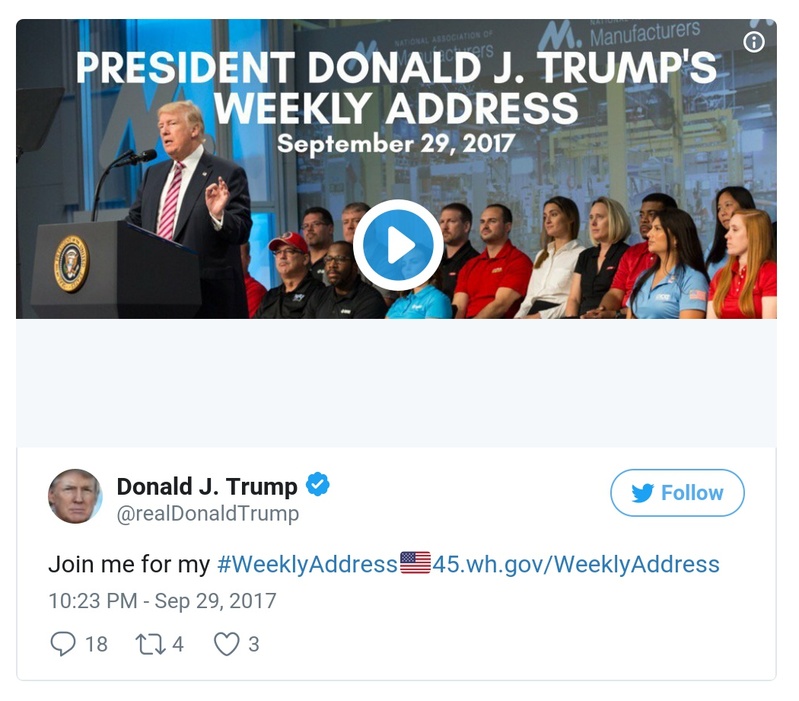 NATIONAL ASSOCIATION OF
Manufacturers
Manufacturers
PRESIDENT DONALD J. TRUMP'S
WEEKLY ADDRESS
September 29, 2017
Donald J. Trump
@realDonaldTrump
Follow
Join me for my #WeeklyAddress🇺🇸45.wh.gov/WeeklyAddress
10:23 PM - Sep 29, 2017
18 4 3